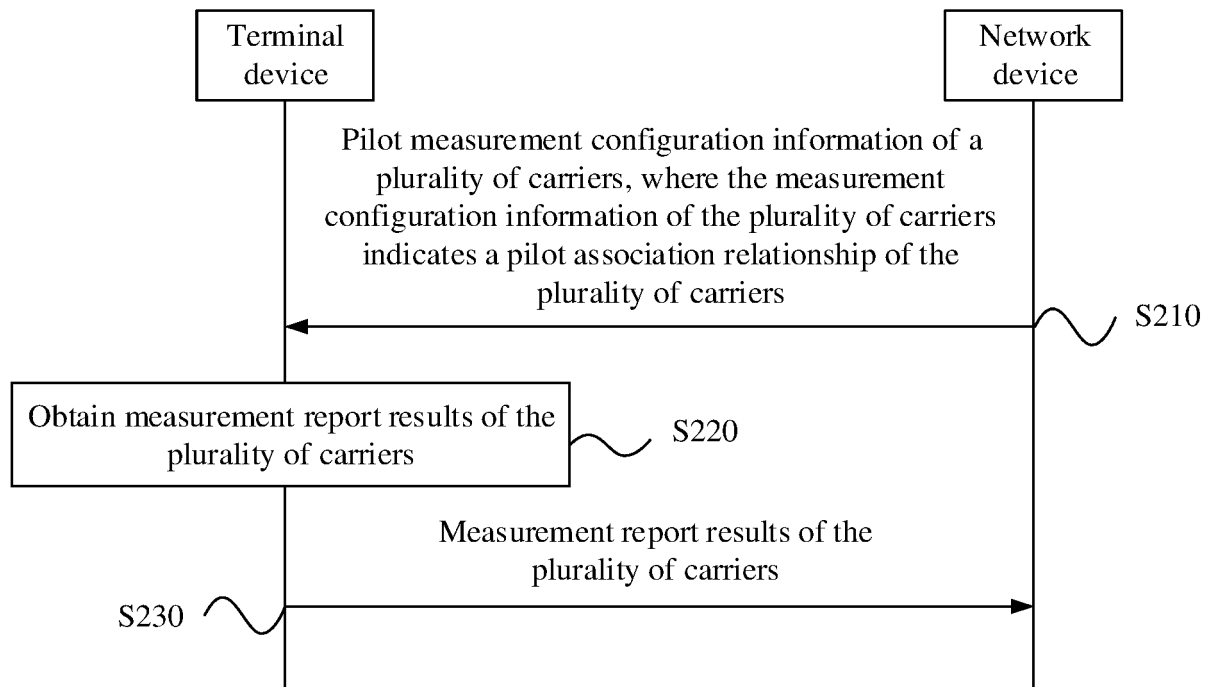 Terminal
device
Network
device
Pilot measurement configuration information of a
plurality of carriers, where the measurement
configuration information of the plurality of carriers
indicates a pilot association relationship of the
plurality of carriers
S210
Obtain measurement report results of the
plurality of carriers
S220
Measurement report results of the
plurality of carriers
S230